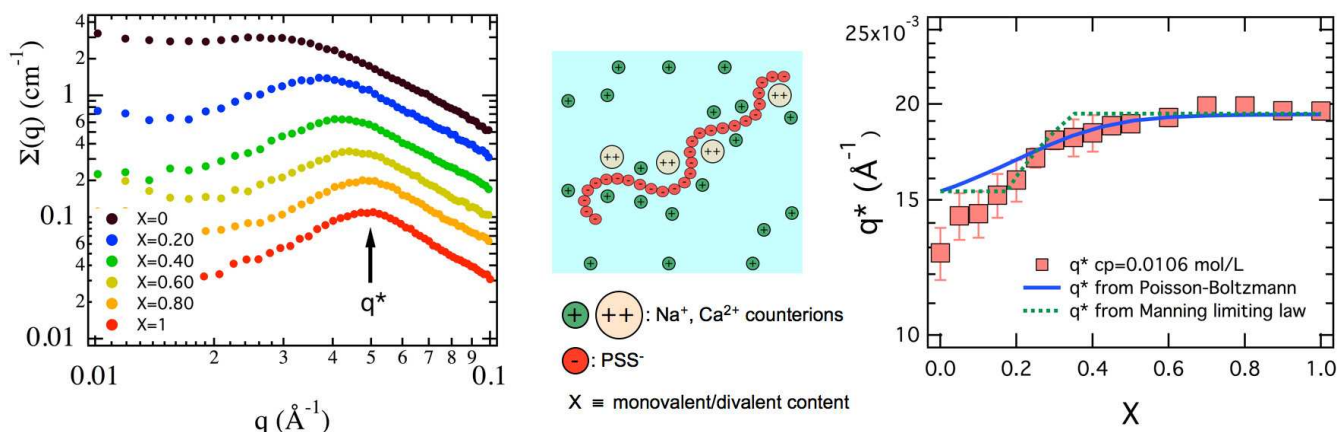 4
2
1
4
2
0.1
4
2
0.01
Σ(q) (cm⁻¹)
X=0
X=0.20
X=0.40
X=0.60
X=0.80
X=1
q*
0.01
2
3
4
5
6
7
8
9
0.1
q (Å⁻¹)
++
++
++
++
+ ++ : Na⁺, Ca²⁺ counterions
- : PSS⁻
X ≡ monovalent/divalent content
25x10⁻³
20
15
10
q* (Å⁻¹)
q* cp=0.0106 mol/L
q* from Poisson-Boltzmann
q* from Manning limiting law
0.0
0.2
0.4
0.6
0.8
1.0
X